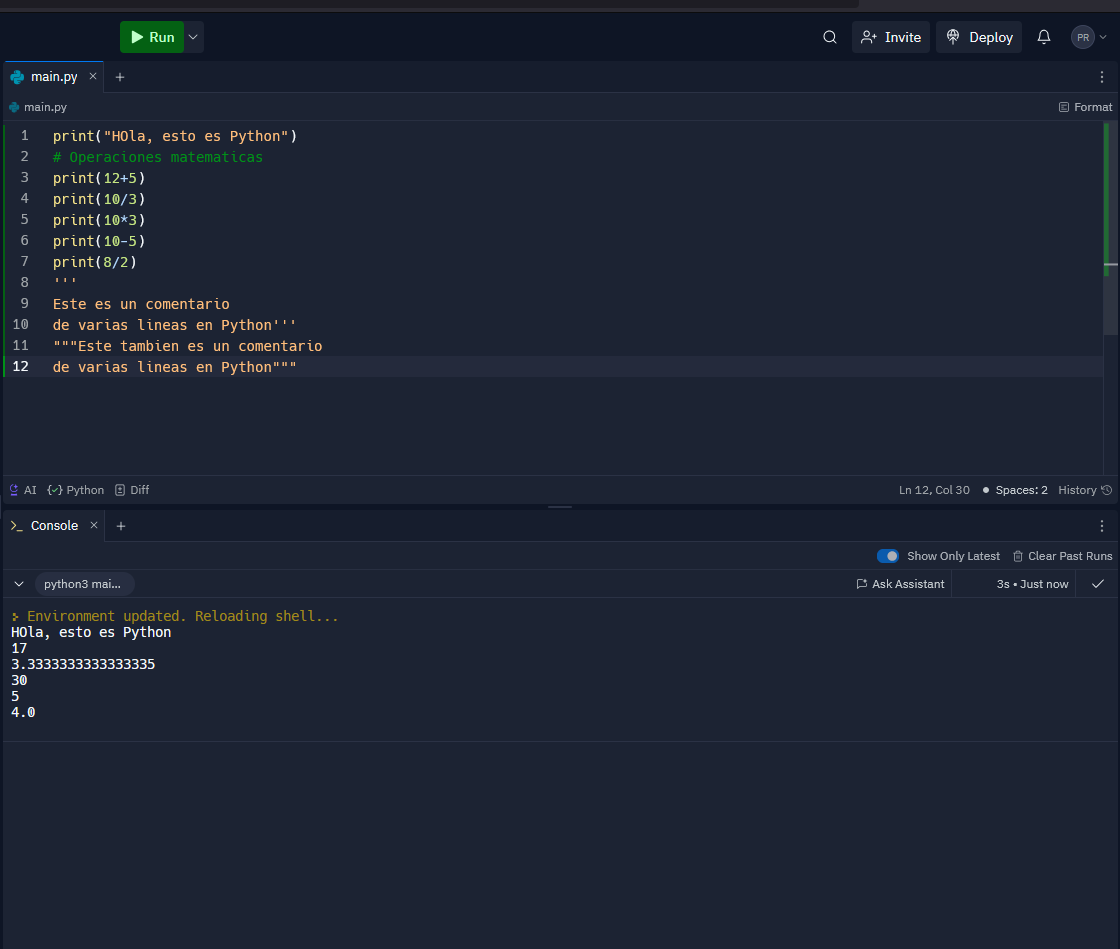 Run
Invite
Deploy
PR
main.py
main.py
Format
1 print("HOla, esto es Python")
2 # Operaciones matematicas
3 print(12+5)
4 print(10/3)
5 print(10*3)
6 print(10-5)
7 print(8/2)
8 '''
9 Este es un comentario
10 de varias lineas en Python'''
11 """Este tambien es un comentario
12 de varias lineas en Python"""
AI {✓} Python Diff
Ln 12, Col 30 • Spaces: 2 History
Console
Show Only Latest Clear Past Runs
python3 mai... Ask Assistant 3s • Just now
Environment updated. Reloading shell...
HOla, esto es Python
17
3.3333333333333335
30
5
4.0